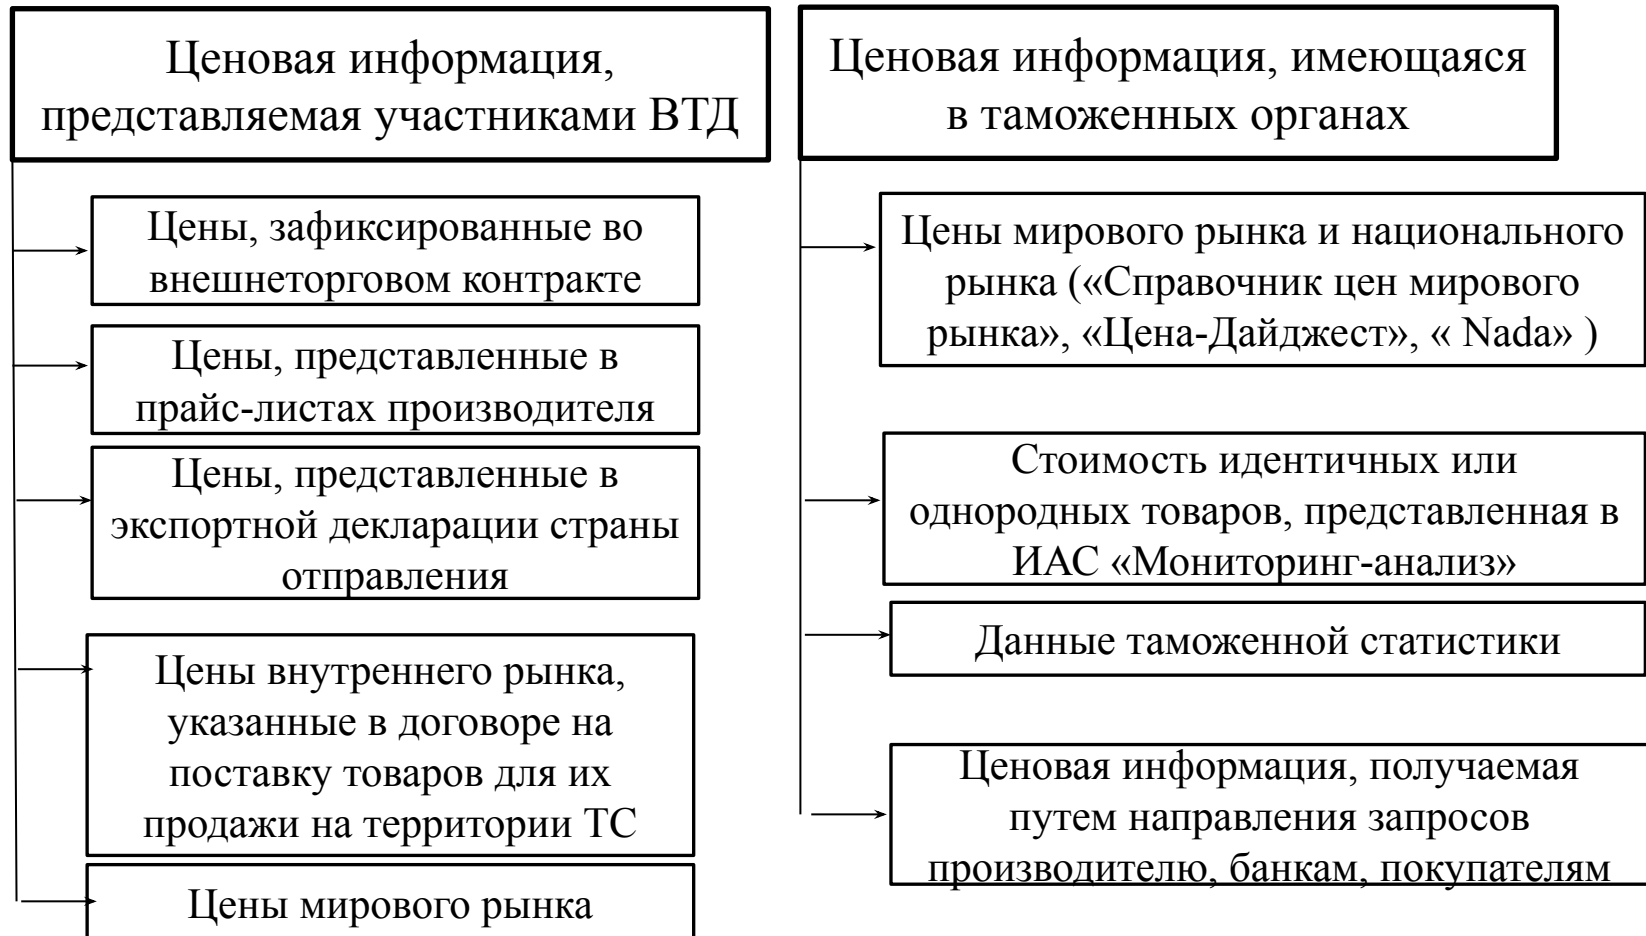 Ценовая информация,
представляемая участниками ВТД
Цены, зафиксированные во
внешнеторговом контракте
Цены, представленные в
прайс-листах производителя
Цены, представленные в
экспортной декларации страны
отправления
Цены внутреннего рынка,
указанные в договоре на
поставку товаров для их
продажи на территории ТС
Цены мирового рынка
Ценовая информация, имеющаяся
в таможенных органах
Цены мирового рынка и национального
рынка («Справочник цен мирового
рынка», «Цена-Дайджест», « Nada» )
Стоимость идентичных или
однородных товаров, представленная в
ИАС «Мониторинг-анализ»
Данные таможенной статистики
Ценовая информация, получаемая
путем направления запросов
производителю, банкам, покупателям